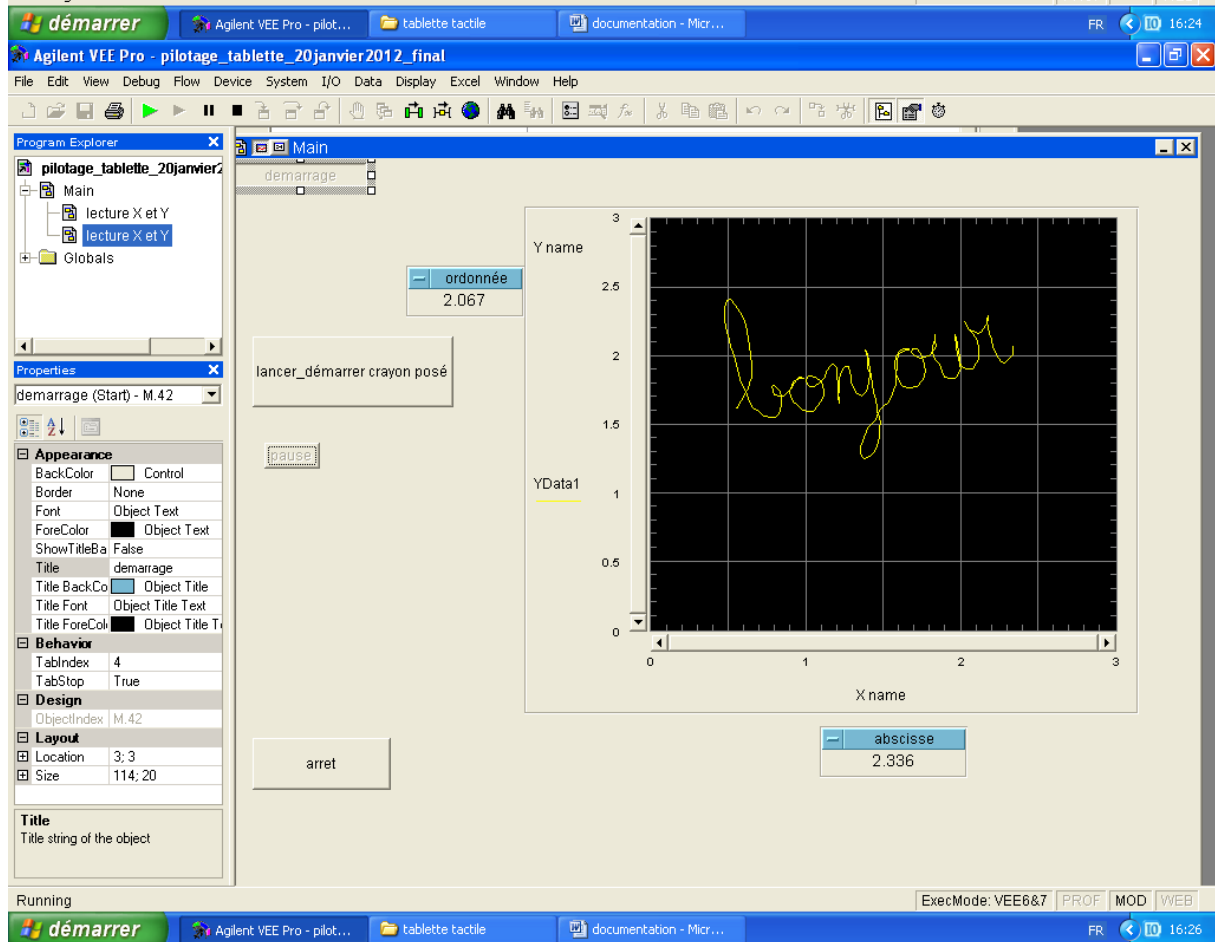 démarrer
Agilent VEE Pro - pilot...
tablette tactile
documentation - Micr...
FR
16:24
Agilent VEE Pro - pilotage_tablette_20janvier2012_final
File Edit View Debug Flow Device System I/O Data Display Excel Window Help
Program Explorer
pilotage_tablette_20janvier2
Main
lecture X et Y
lecture X et Y
Globals
Properties
demarrage (Start) - M.42
Appearance
BackColor Control
Border None
Font Object Text
ForeColor Object Text
ShowTitleBa False
Title demarrage
Title BackCo Object Title
Title Font Object Title Text
Title ForeColo Object Title T
Behavior
TabIndex 4
TabStop True
Design
ObjectIndex M.42
Layout
Location 3; 3
Size 114; 20
Title
Title string of the object
Main
demarrage
ordonnée
2.067
lancer_démarrer crayon posé
pause
arret
Y name
YData1
3
2.5
2
1.5
1
0.5
0
bonjour
0 1 2 3
X name
abscisse
2.336
Running
ExecMode: VEE6&7 PROF MOD WEB
démarrer
Agilent VEE Pro - pilot...
tablette tactile
documentation - Micr...
FR
16:26